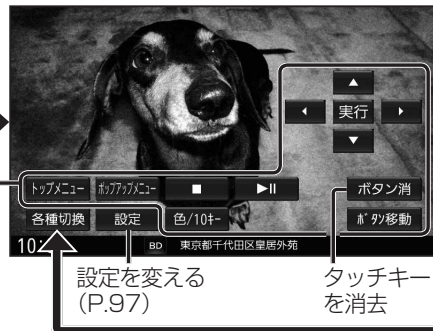 ▲
◀ 実行 ▶
▼
トップメニュー ポップアップメニュー ■ ▶II ボタン消
各種切換 設定 色/10キー ボタン移動
BD 東京都千代田区皇居外苑
設定を変える
(P.97)
タッチキー
を消去